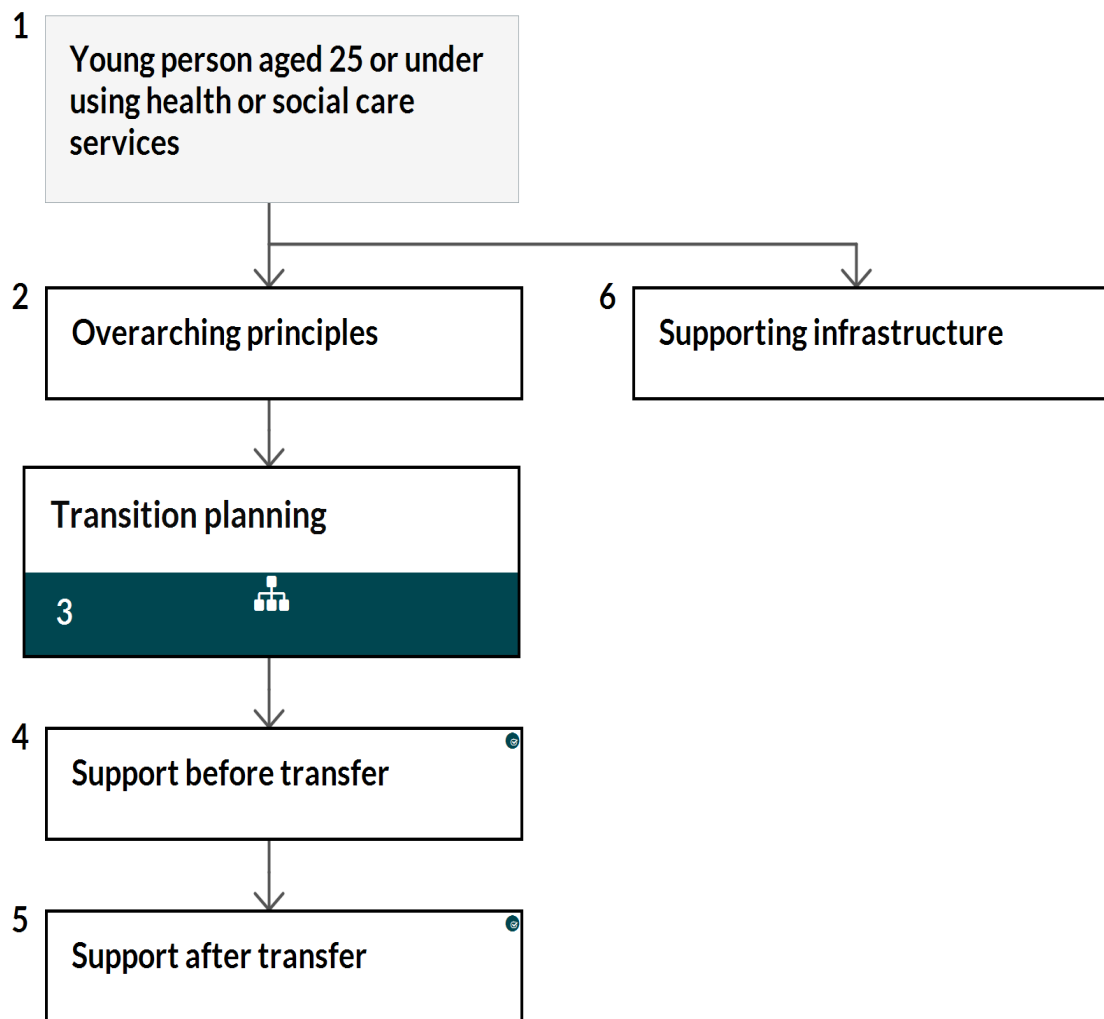 1
Young person aged 25 or under
using health or social care
services
2
Overarching principles
6
Supporting infrastructure
Transition planning
3
4
Support before transfer
5
Support after transfer